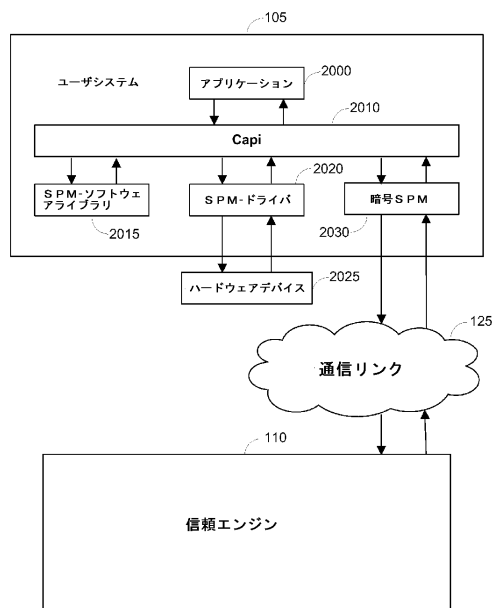 105
ユーザシステム
アプリケーション
2000
2010
Capi
SPM-ソフトウェ
アライブラリ
2015
SPM-ドライバ
2020
暗号SPM
2030
ハードウェアデバイス
2025
125
通信リンク
110
信頼エンジン